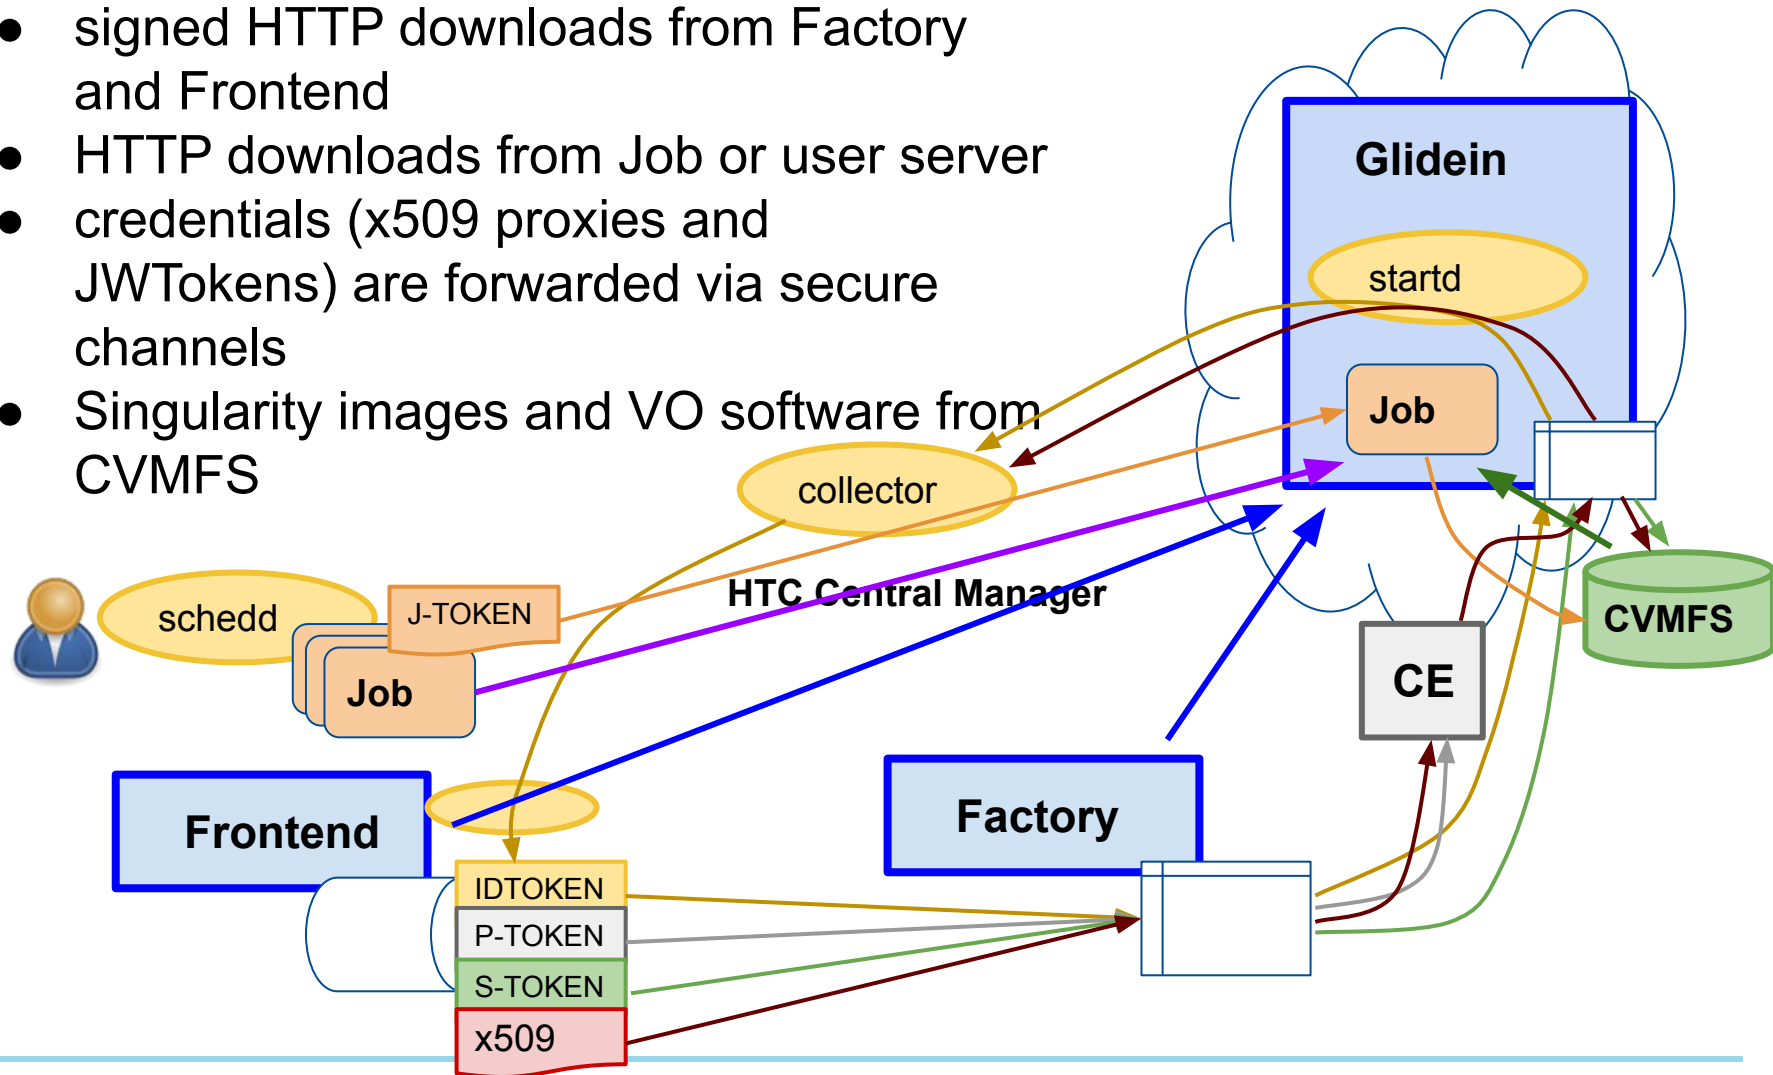 ● signed HTTP downloads from Factory
and Frontend
● HTTP downloads from Job or user server
● credentials (x509 proxies and
JWTokens) are forwarded via secure
channels
● Singularity images and VO software from
CVMFS
Glidein
startd
Job
collector
HTC Central Manager
schedd
J-TOKEN
Job
CVMFS
CE
Frontend
Factory
IDTOKEN
P-TOKEN
S-TOKEN
x509